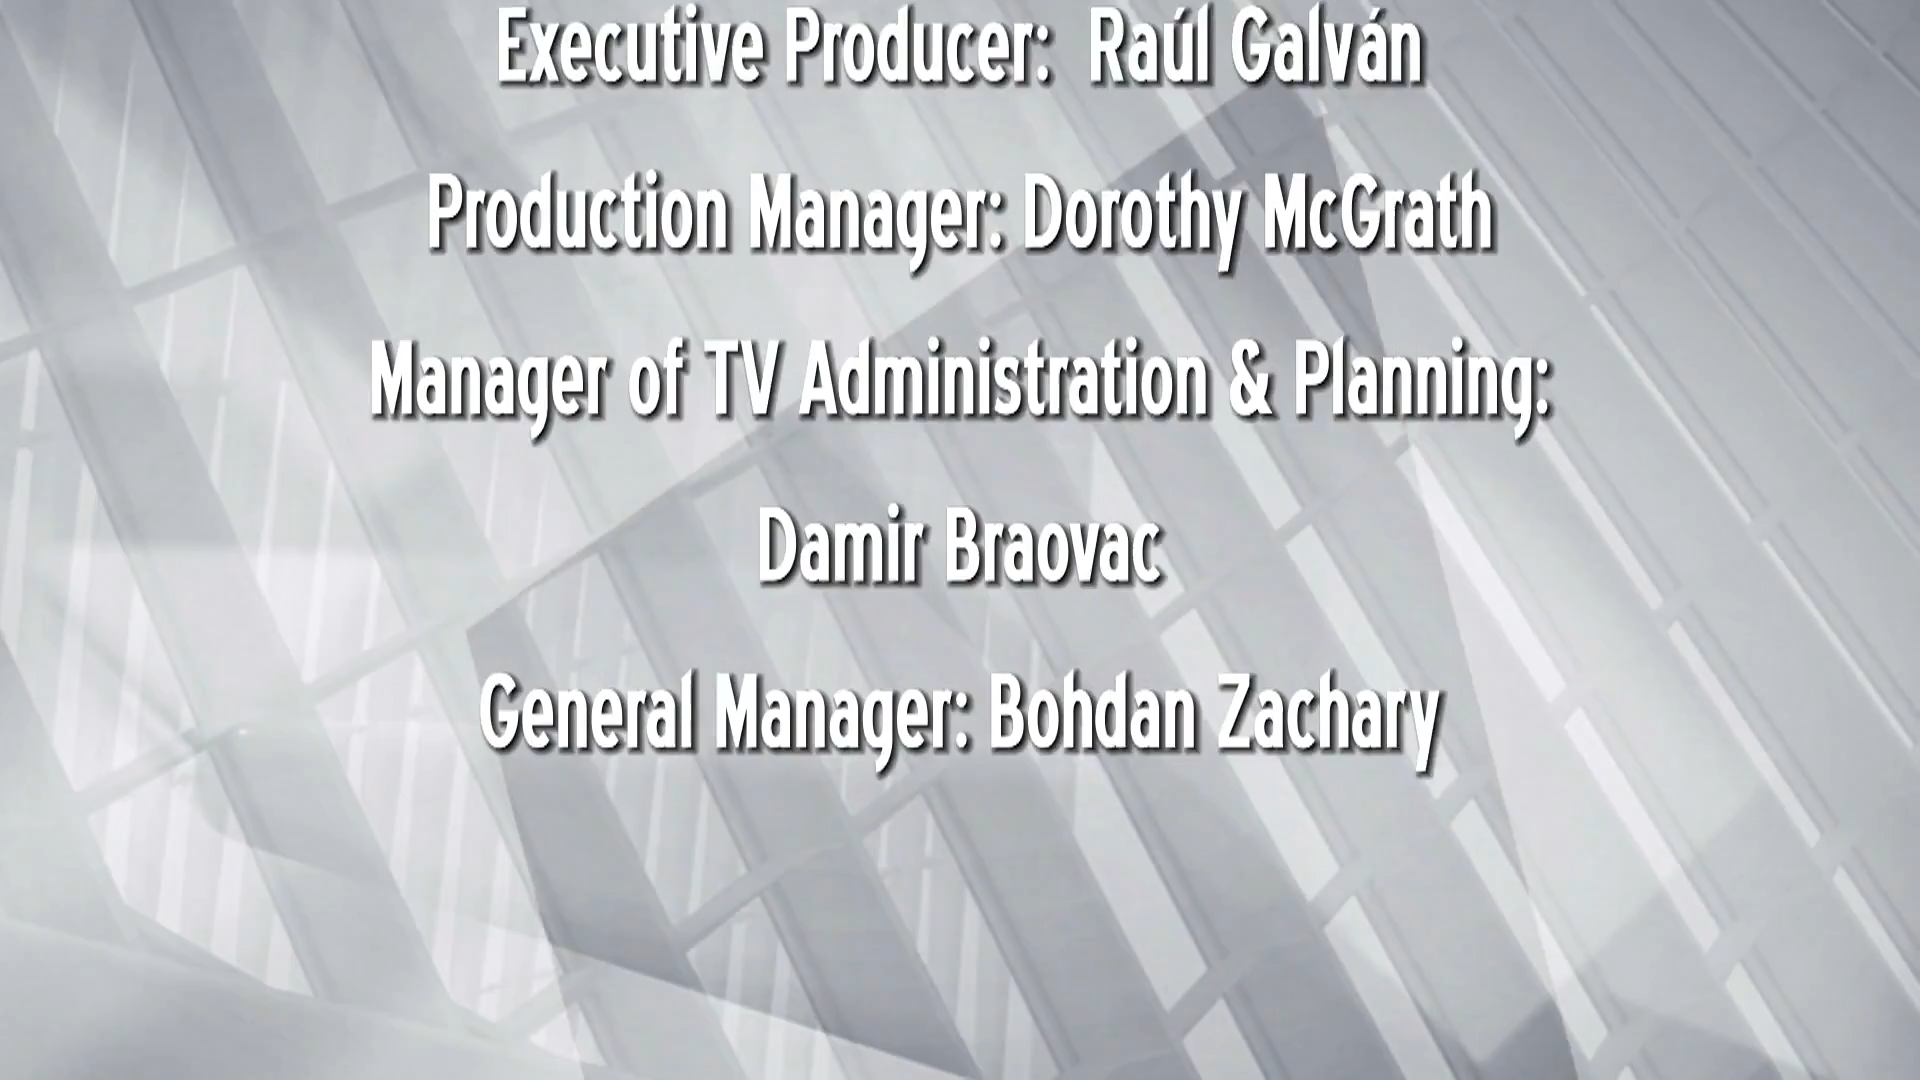 Executive Producer:  Raúl Galván
Production Manager: Dorothy McGrath
Manager of TV Administration & Planning:
Damir Braovac
General Manager: Bohdan Zachary